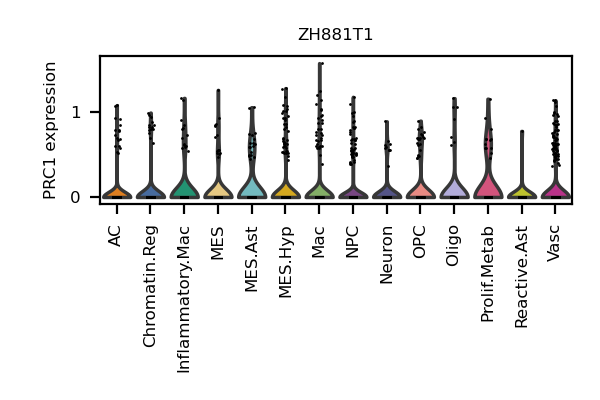 ZH881T1
PRC1 expression
1
0
AC
Chromatin.Reg
Inflammatory.Mac
MES
MES.Ast
MES.Hyp
Mac
NPC
Neuron
OPC
Oligo
Prolif.Metab
Reactive.Ast
Vasc